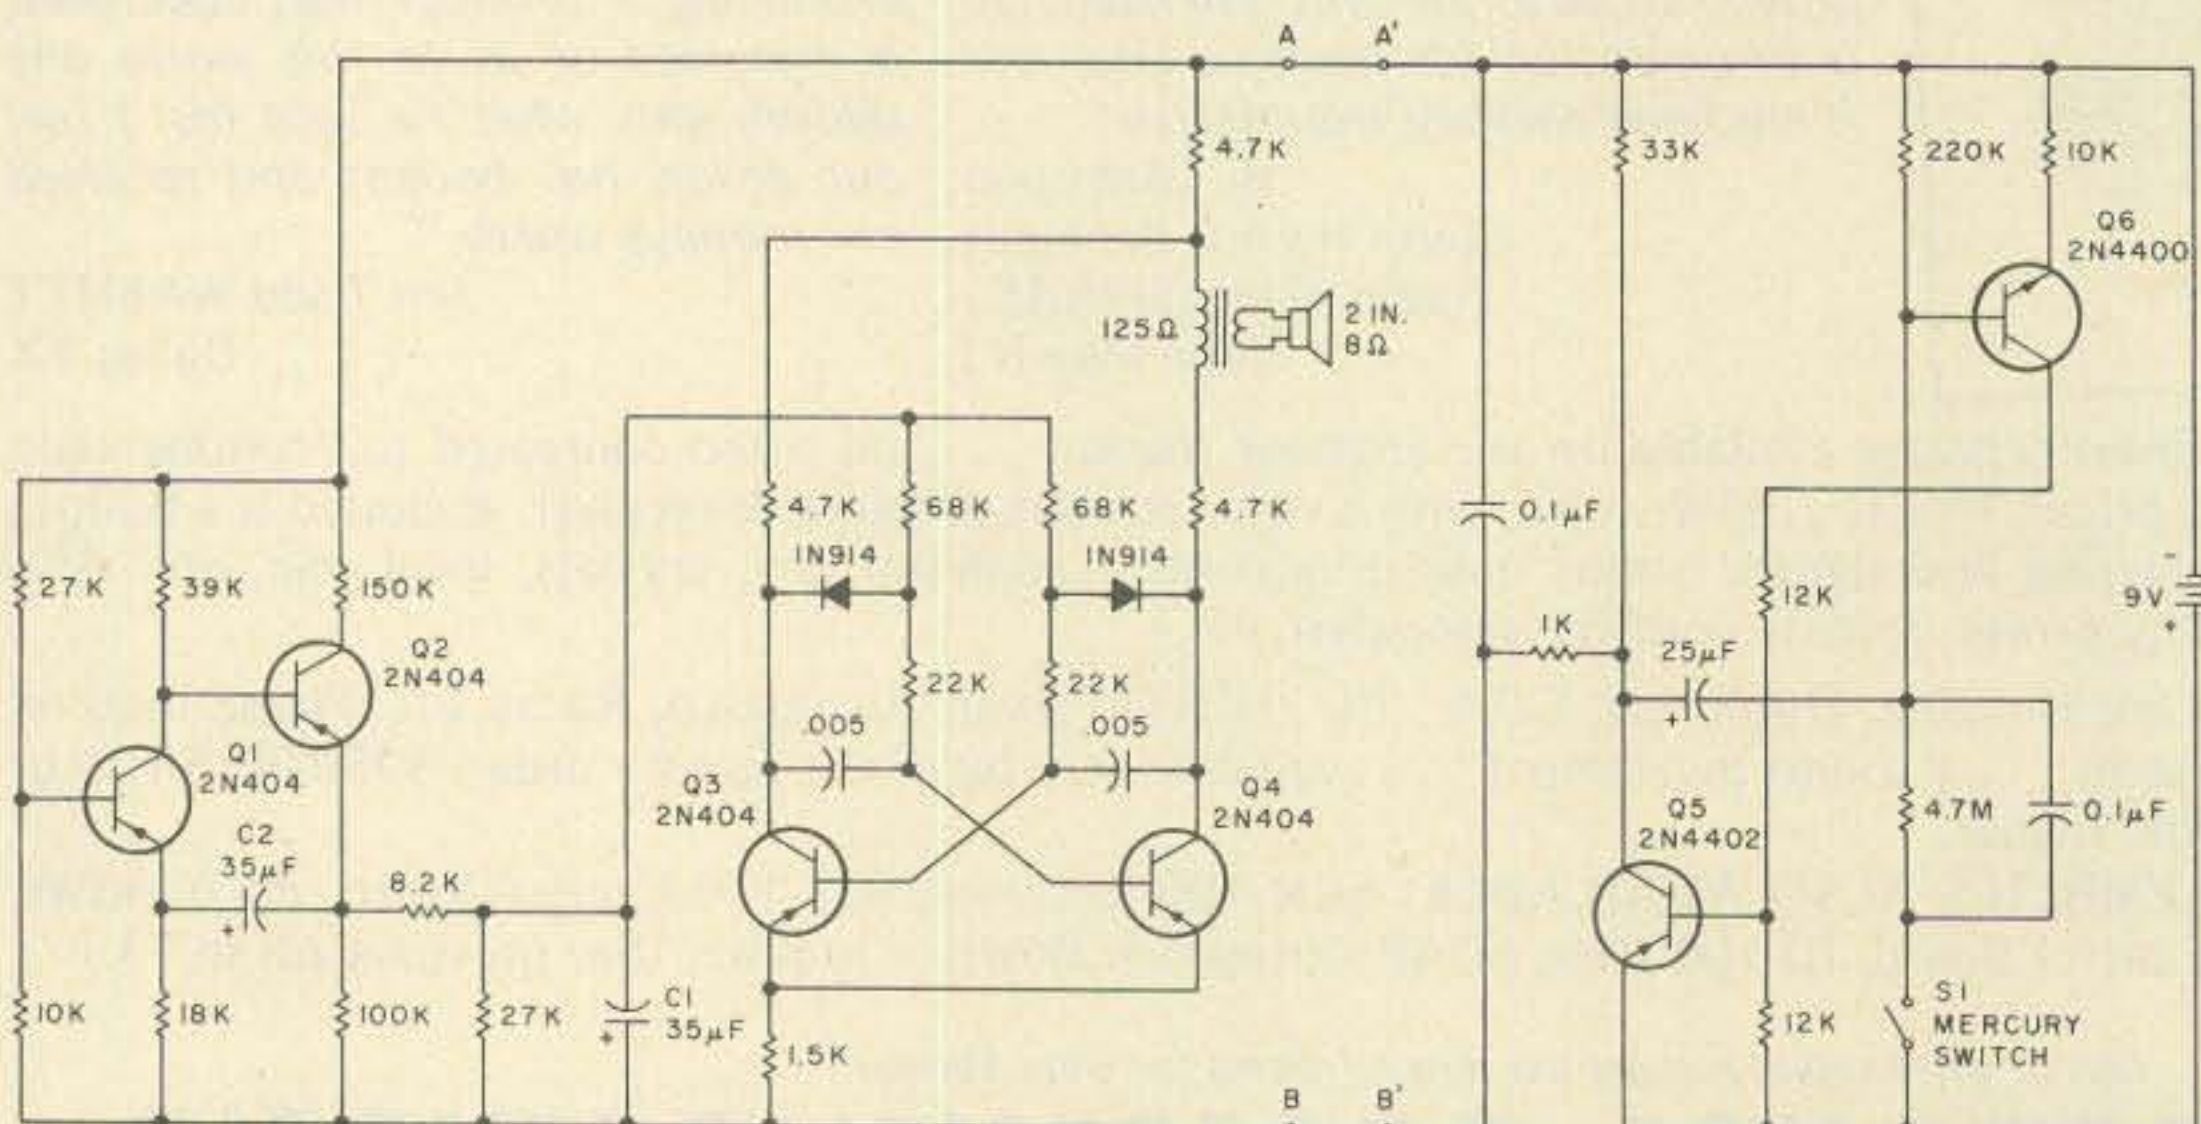 A A'
4.7K
33K
220K
10K
Q6
2N4400
125Ω
2 IN.
8Ω
4.7K
68K
68K
4.7K
0.1µF
1N914
1N914
27K
39K
150K
12K
-
9V
+
Q2
2N404
1K
25µF
+
22K
22K
.005
.005
Q1
2N404
Q3
2N404
Q4
2N404
Q5
2N4402
4.7M
0.1µF
C2
35µF
+
8.2K
10K
18K
100K
27K
C1
35µF
+
1.5K
12K
S1
MERCURY
SWITCH
B B'